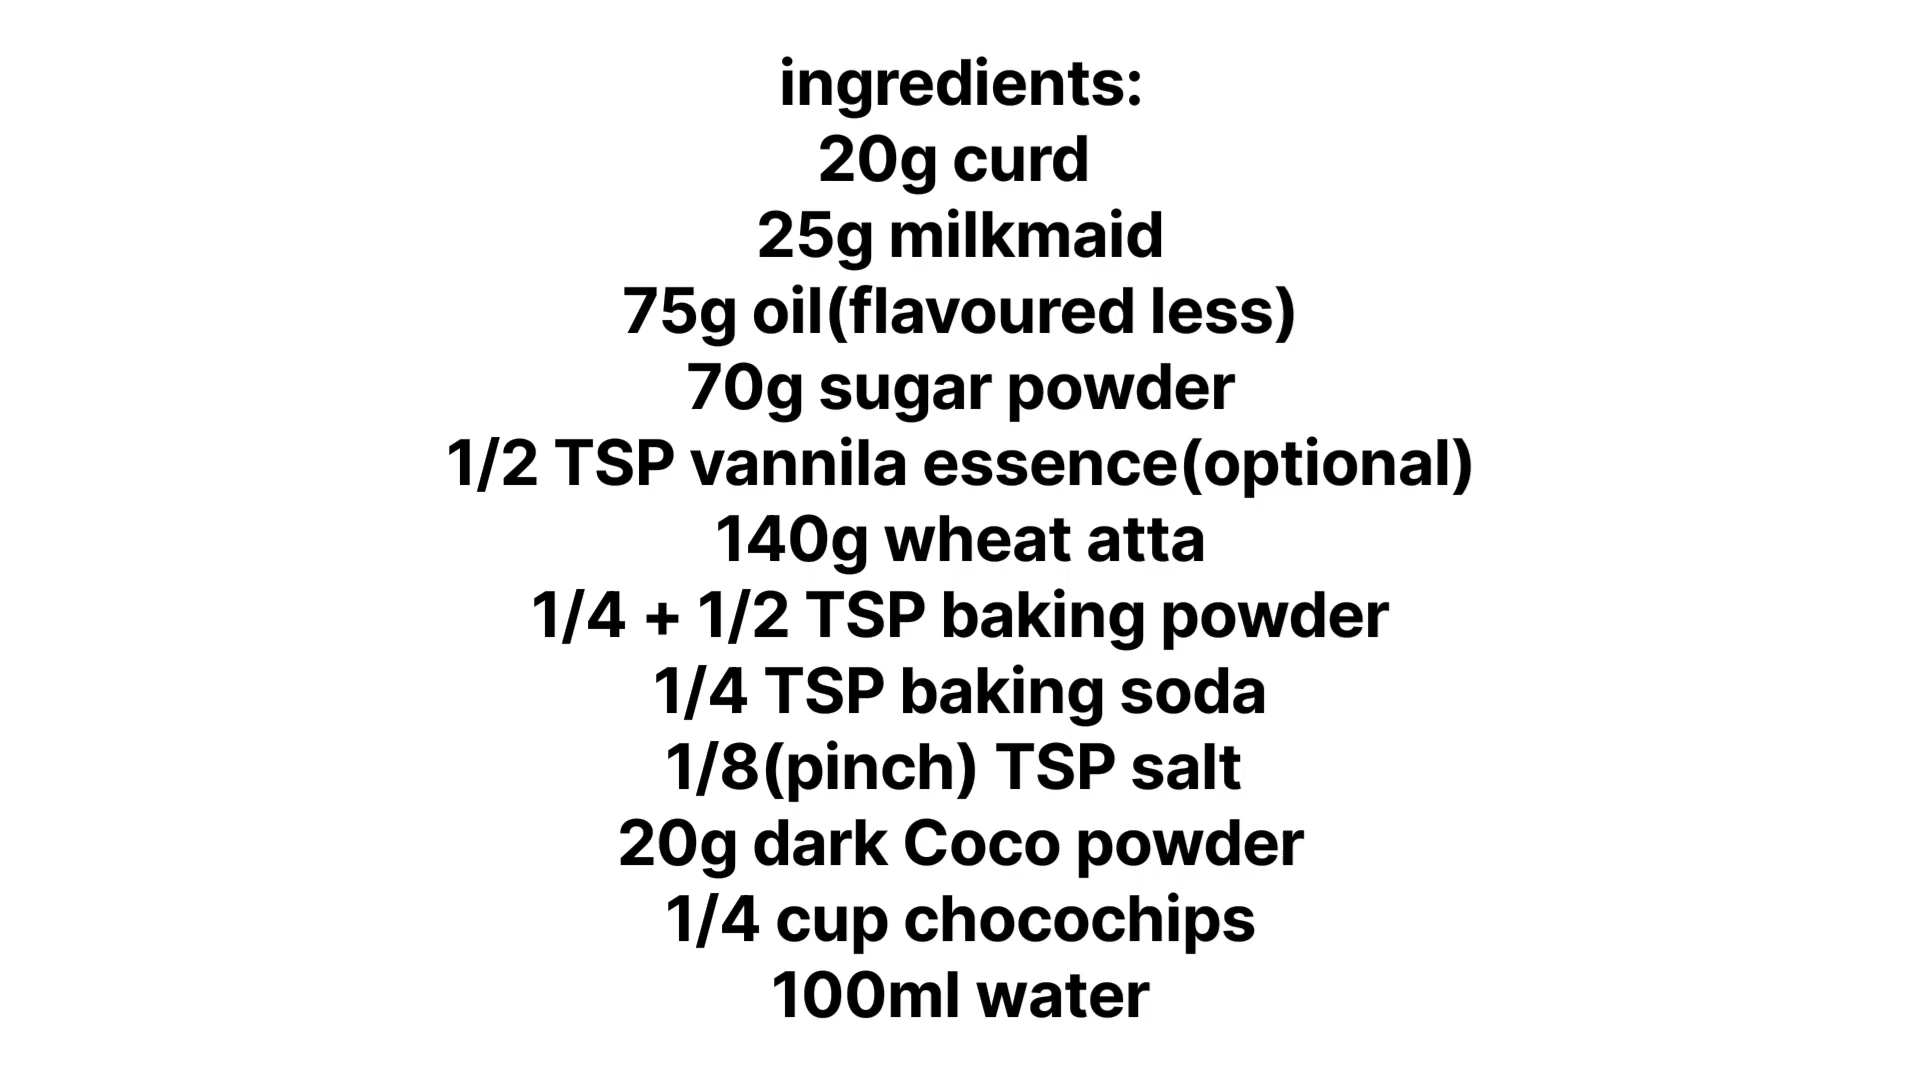 ingredients:
20g curd
25g milkmaid
75g oil(flavoured less)
70g sugar powder
1/2 TSP vannila essence(optional)
140g wheat atta
1/4 + 1/2 TSP baking powder
1/4 TSP baking soda
1/8(pinch) TSP salt
20g dark Coco powder
1/4 cup chocochips
100ml water